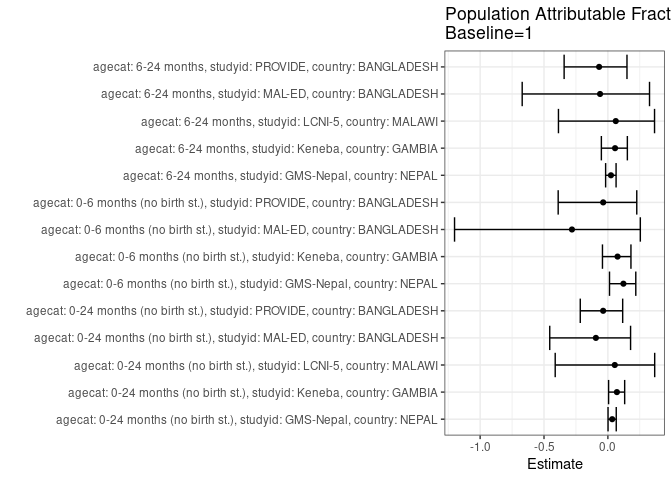 Population Attributable Fract
Baseline=1
agecat: 6-24 months, studyid: PROVIDE, country: BANGLADESH
agecat: 6-24 months, studyid: MAL-ED, country: BANGLADESH
agecat: 6-24 months, studyid: LCNI-5, country: MALAWI
agecat: 6-24 months, studyid: Keneba, country: GAMBIA
agecat: 6-24 months, studyid: GMS-Nepal, country: NEPAL
agecat: 0-6 months (no birth st.), studyid: PROVIDE, country: BANGLADESH
agecat: 0-6 months (no birth st.), studyid: MAL-ED, country: BANGLADESH
agecat: 0-6 months (no birth st.), studyid: Keneba, country: GAMBIA
agecat: 0-6 months (no birth st.), studyid: GMS-Nepal, country: NEPAL
agecat: 0-24 months (no birth st.), studyid: PROVIDE, country: BANGLADESH
agecat: 0-24 months (no birth st.), studyid: MAL-ED, country: BANGLADESH
agecat: 0-24 months (no birth st.), studyid: LCNI-5, country: MALAWI
agecat: 0-24 months (no birth st.), studyid: Keneba, country: GAMBIA
agecat: 0-24 months (no birth st.), studyid: GMS-Nepal, country: NEPAL
-1.0 -0.5 0.0
Estimate